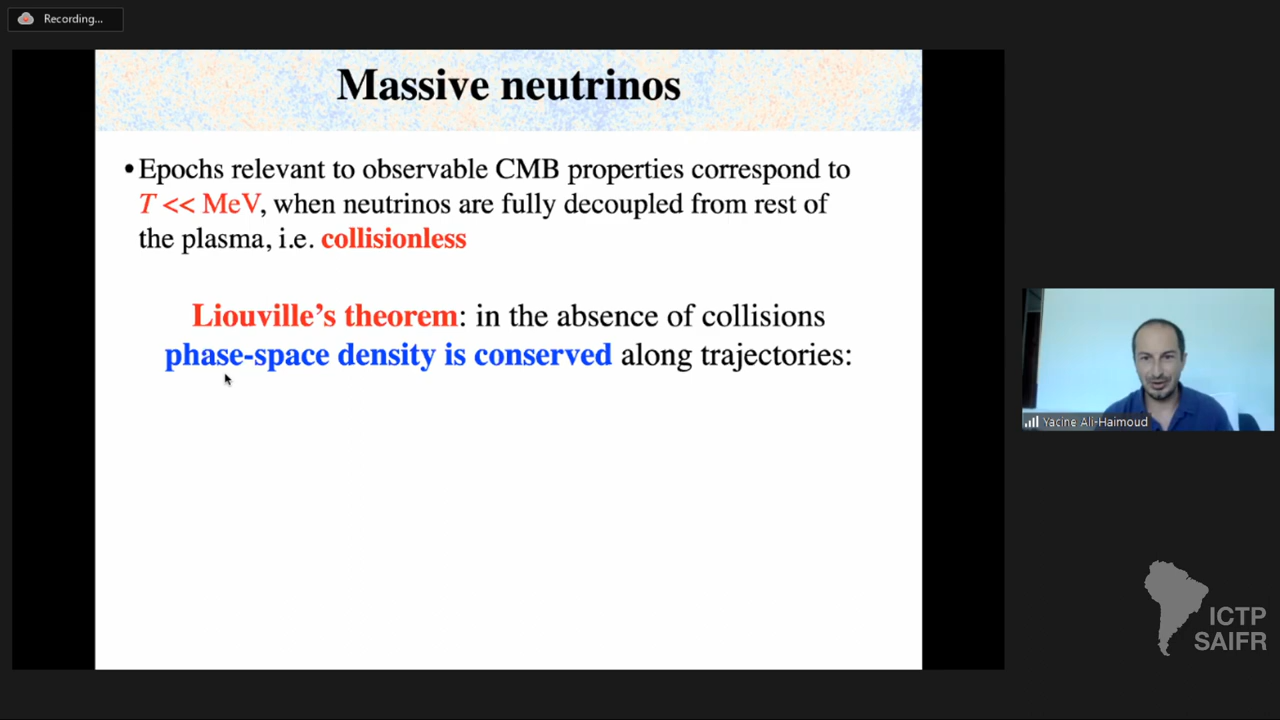 Recording...
Massive neutrinos
•Epochs relevant to observable CMB properties correspond to
T << MeV, when neutrinos are fully decoupled from rest of
the plasma, i.e. collisionless
Liouville's theorem: in the absence of collisions
phase-space density is conserved along trajectories:
Yacine Ali-Haimoud
ICTP
SAIFR